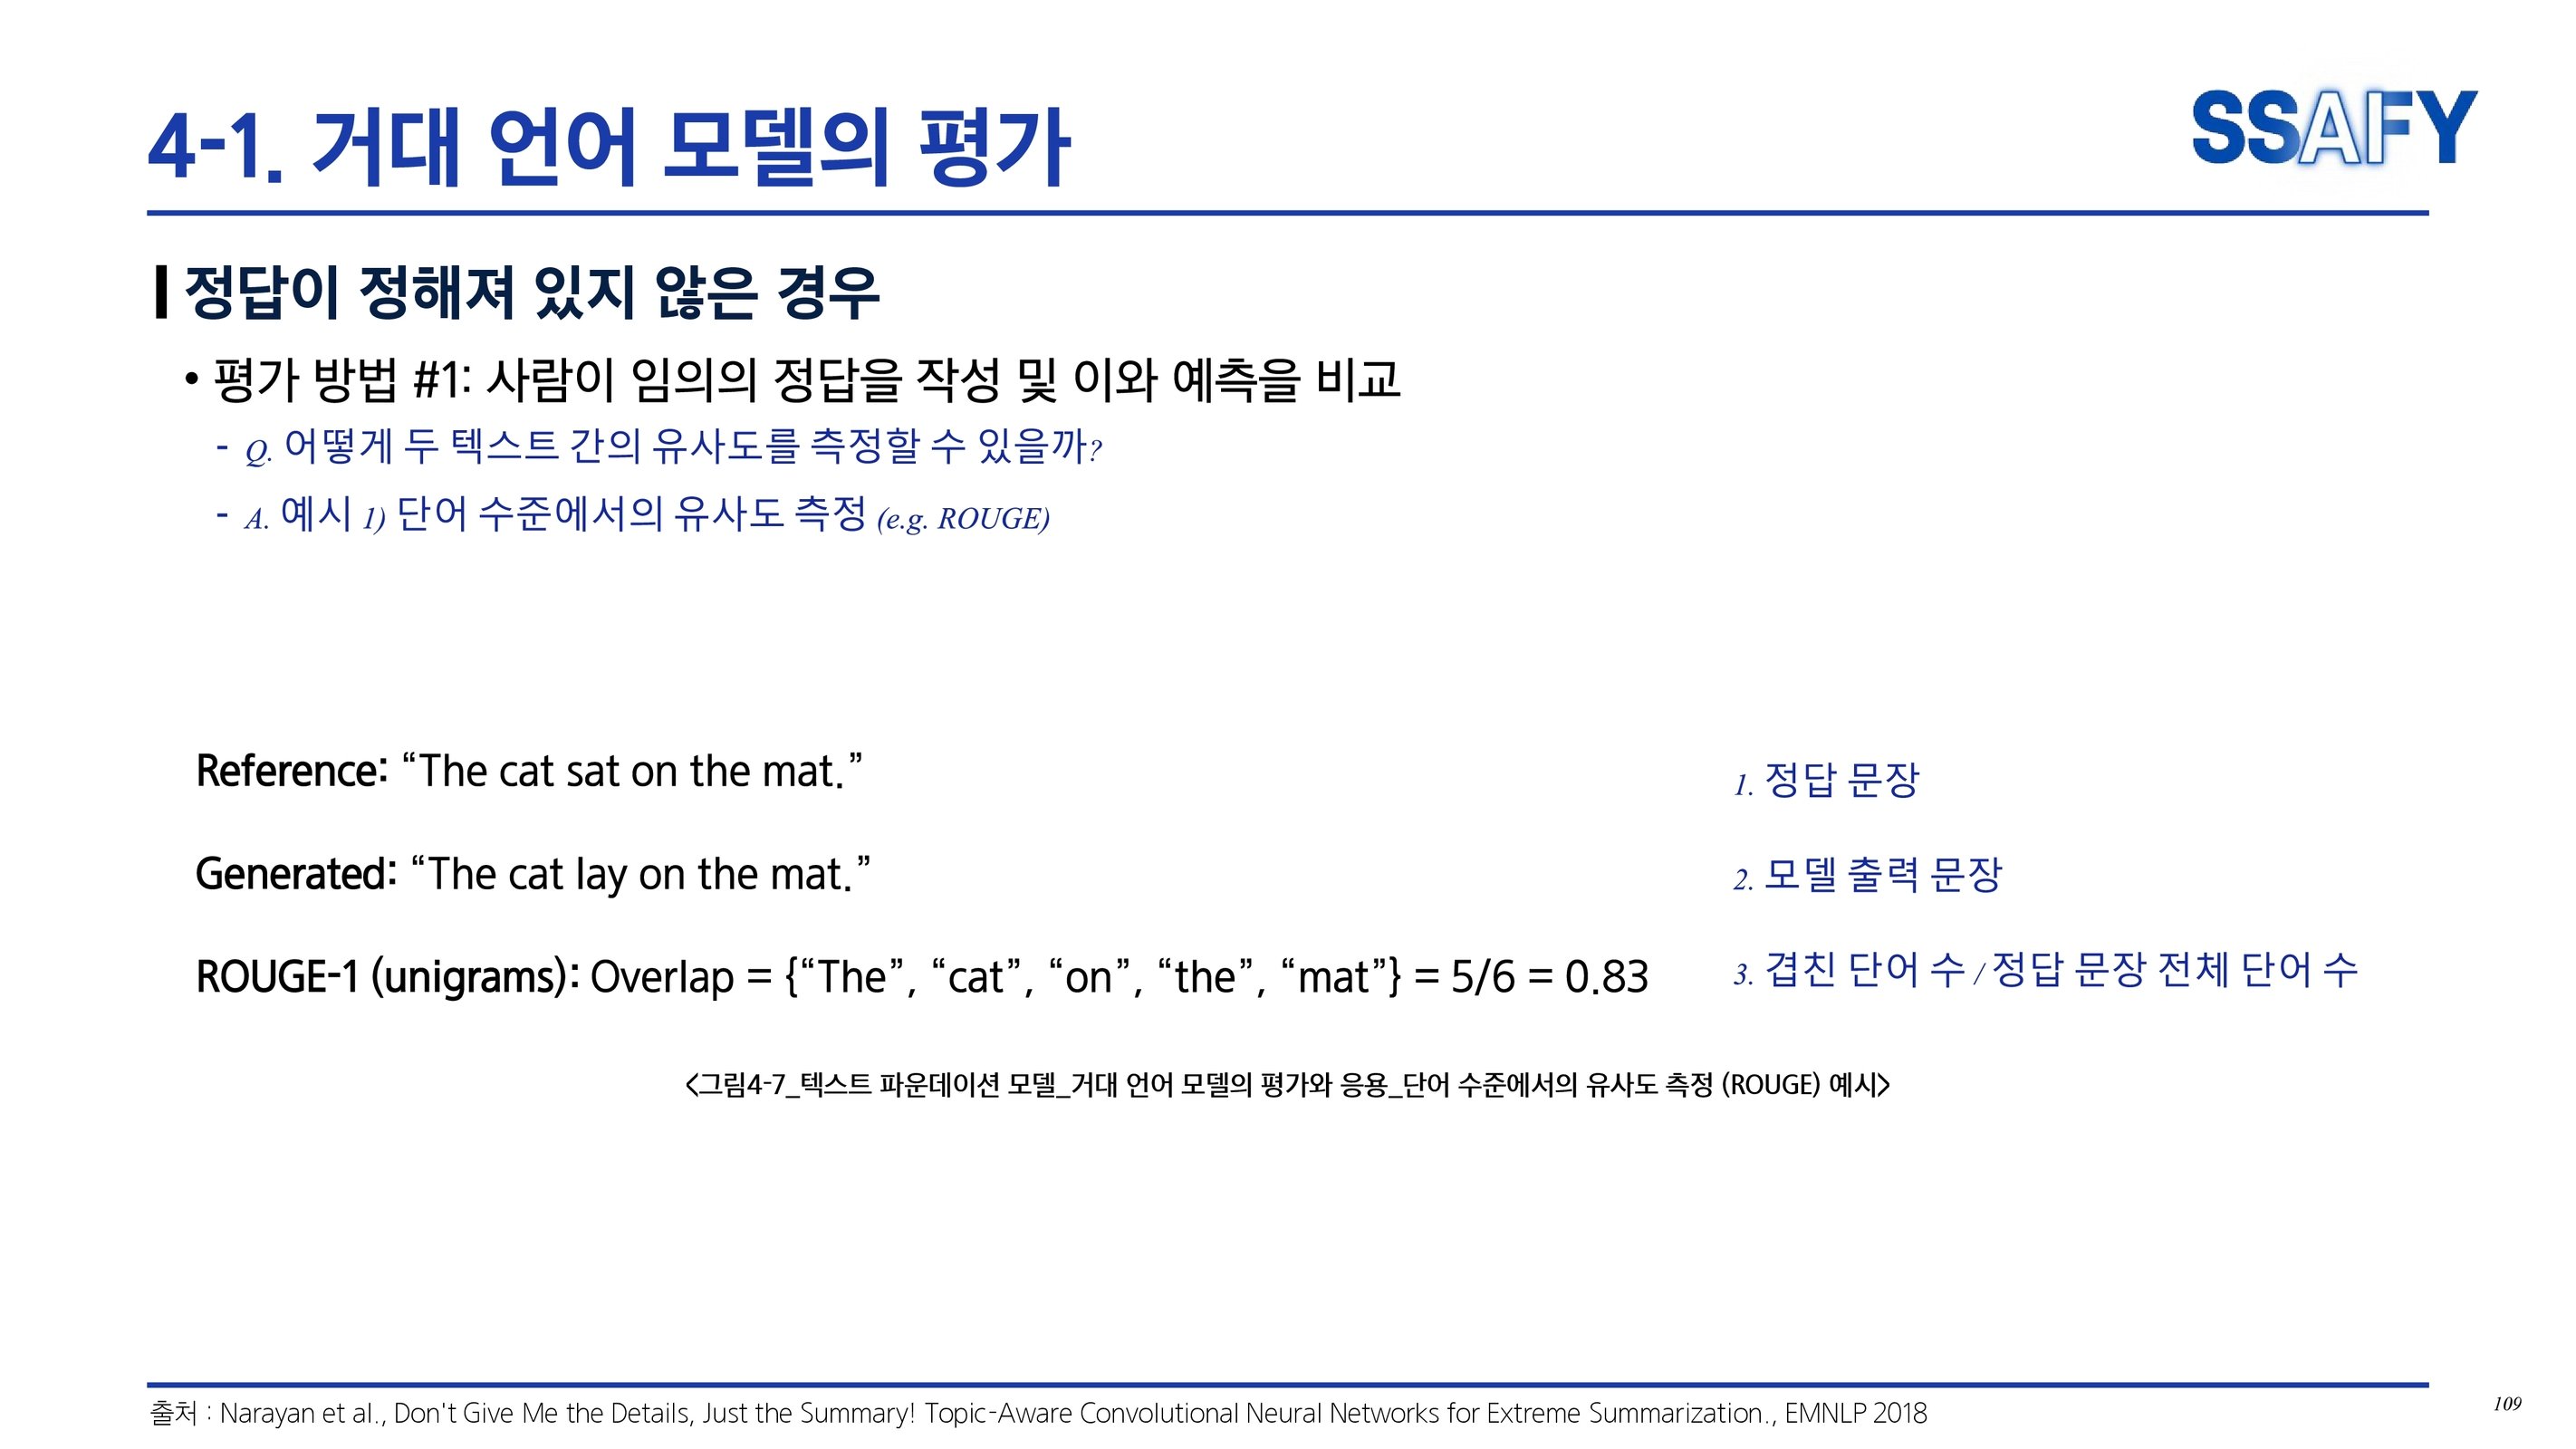 4-1. 거대 언어 모델의 평가
SSAFY
정답이 정해져 있지 않은 경우
• 평가 방법 #1: 사람이 임의의 정답을 작성 및 이와 예측을 비교
- Q. 어떻게 두 텍스트 간의 유사도를 측정할 수 있을까?
- A. 예시 1) 단어 수준에서의 유사도 측정 (e.g. ROUGE)
Reference: “The cat sat on the mat.”
1. 정답 문장
Generated: “The cat lay on the mat.”
2. 모델 출력 문장
ROUGE-1 (unigrams): Overlap = {“The”, “cat”, “on”, “the”, “mat”} = 5/6 = 0.83
3. 겹친 단어 수 / 정답 문장 전체 단어 수
<그림4-7_텍스트 파운데이션 모델_거대 언어 모델의 평가와 응용_단어 수준에서의 유사도 측정 (ROUGE) 예시>
출처 : Narayan et al., Don't Give Me the Details, Just the Summary! Topic-Aware Convolutional Neural Networks for Extreme Summarization., EMNLP 2018
109